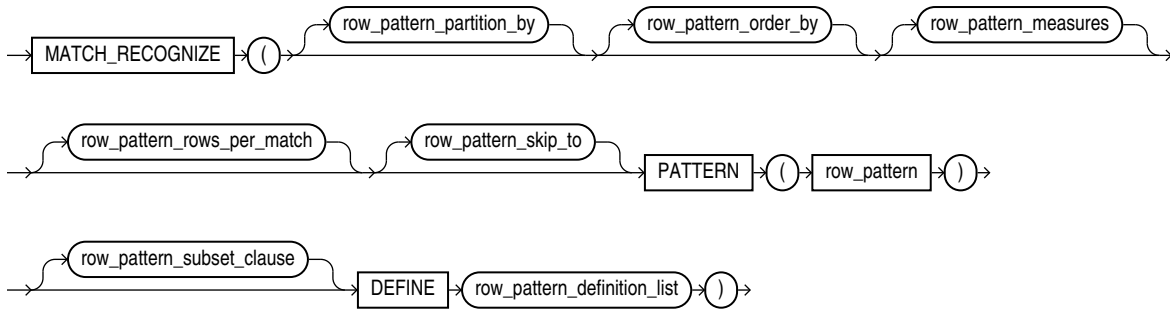 row_pattern_partition_by row_pattern_order_by row_pattern_measures
MATCH_RECOGNIZE (
row_pattern_rows_per_match row_pattern_skip_to
PATTERN ( row_pattern )
row_pattern_subset_clause
DEFINE row_pattern_definition_list )